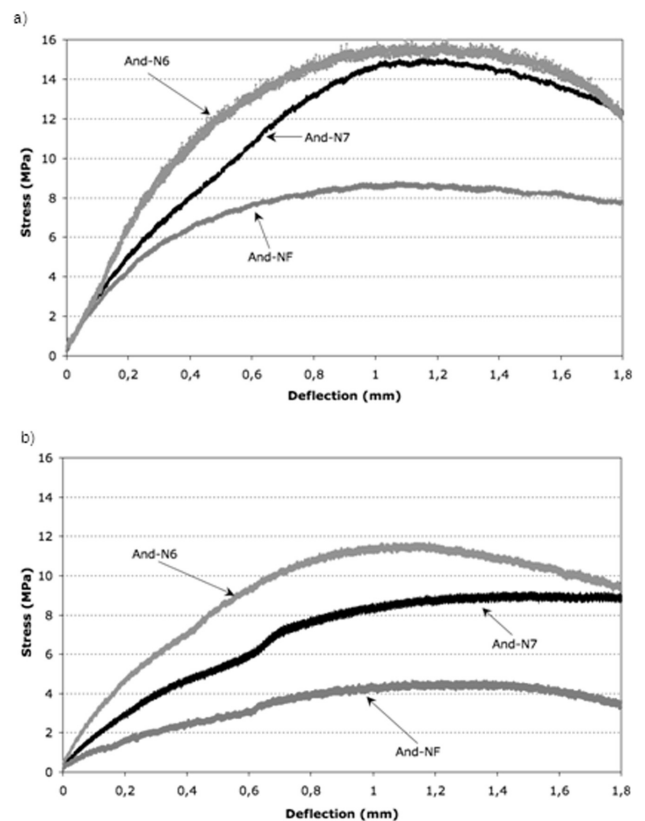 a)
16
14
12
10
8
6
4
2
0
Stress (MPa)
And-N6
And-N7
And-NF
0 0,2 0,4 0,6 0,8 1 1,2 1,4 1,6 1,8
Deflection (mm)
b)
16
14
12
10
8
6
4
2
0
Stress (MPa)
And-N6
And-N7
And-NF
0 0,2 0,4 0,6 0,8 1 1,2 1,4 1,6 1,8
Deflection (mm)